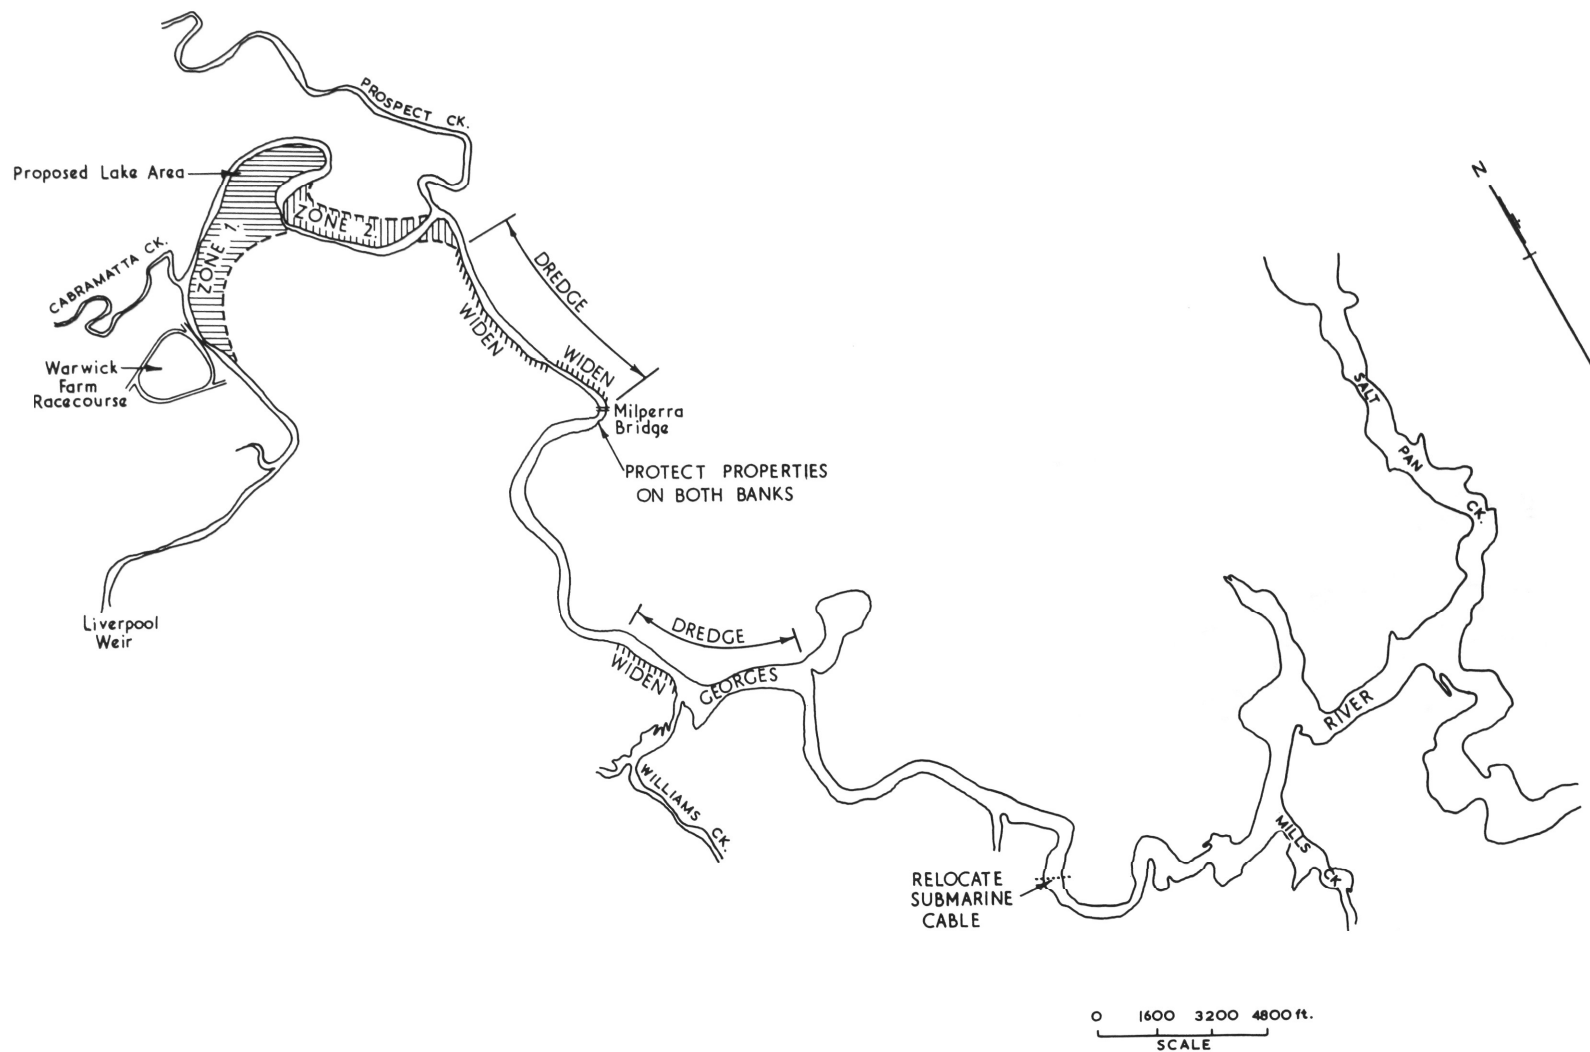 PROSPECT CK.
Proposed Lake Area
ZONE 1.
ZONE 2.
CABRAMATTA CK.
Warwick
Farm
Racecourse
Liverpool
Weir
DREDGE
WIDEN
WIDEN
Milperra
Bridge
PROTECT PROPERTIES
ON BOTH BANKS
N
SALT
PAN
CK.
DREDGE
WIDEN
GEORGES
RIVER
WILLIAMS CK.
MILLS
CK
RELOCATE
SUBMARINE
CABLE
0 1600 3200 4800 ft.
SCALE